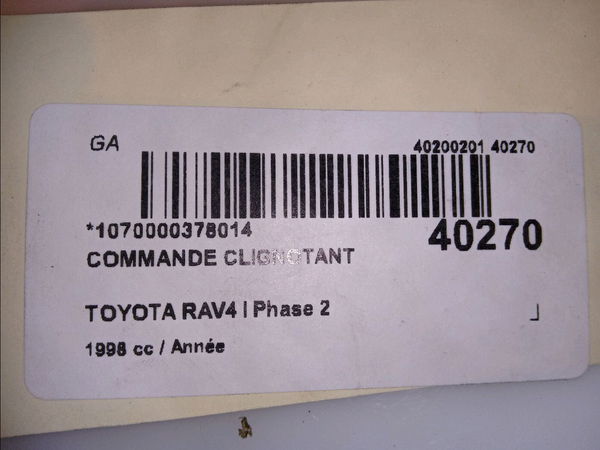 GA
40200201 40270
*1070000378014
40270
COMMANDE CLIGNOTANT
TOYOTA RAV4 I Phase 2
1998 cc / Année